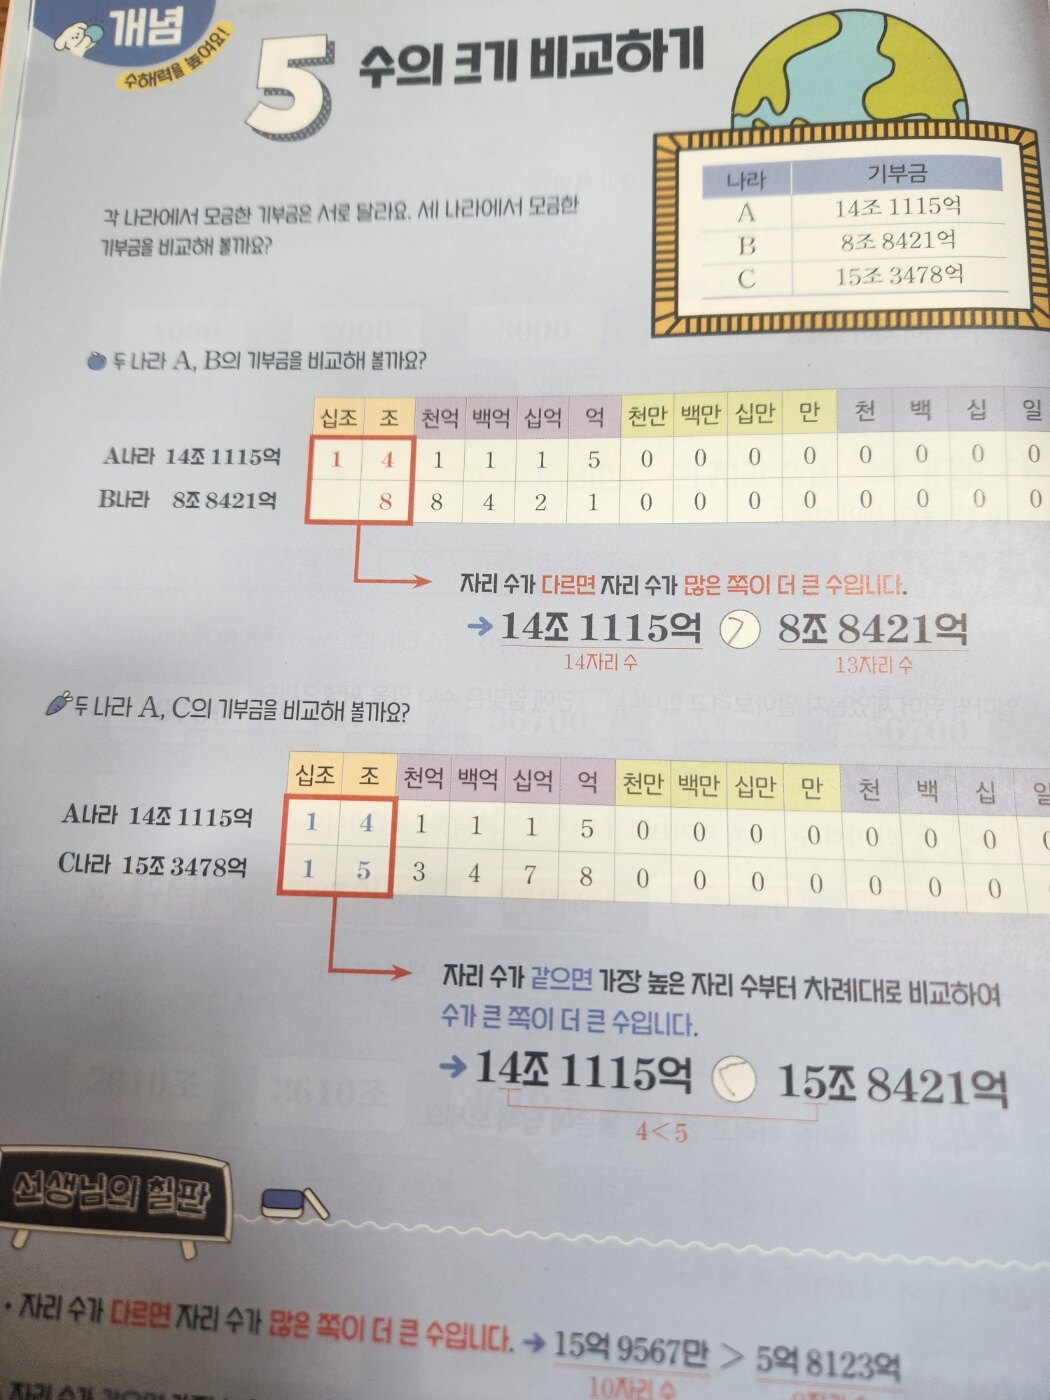 개념
수해력을 높여요!
5 수의 크기 비교하기
나라 기부금
A 14조 1115억
B 8조 8421억
C 15조 3478억
각 나라에서 모금한 기부금은 서로 달라요. 세 나라에서 모금한
기부금을 비교해 볼까요?
두 나라 A, B의 기부금을 비교해 볼까요?
십조 조 천억 백억 십억 억 천만 백만 십만 만 천 백 십 일
A나라 14조 1115억 1 4 1 1 1 5 0 0 0 0 0 0 0 0
B나라 8조 8421억 8 8 4 2 1 0 0 0 0 0 0 0 0
자리 수가 다르면 자리 수가 많은 쪽이 더 큰 수입니다.
→ 14조 1115억 > 8조 8421억
14자리 수 13자리 수
두 나라 A, C의 기부금을 비교해 볼까요?
십조 조 천억 백억 십억 억 천만 백만 십만 만 천 백 십 일
A나라 14조 1115억 1 4 1 1 1 5 0 0 0 0 0 0 0
C나라 15조 3478억 1 5 3 4 7 8 0 0 0 0 0 0 0
자리 수가 같으면 가장 높은 자리 수부터 차례대로 비교하여
수가 큰 쪽이 더 큰 수입니다.
→ 14조 1115억 < 15조 8421억
4<5
선생님의 칠판
• 자리 수가 다르면 자리 수가 많은 쪽이 더 큰 수입니다. → 15억 9567만 > 5억 8123억
10자리 수